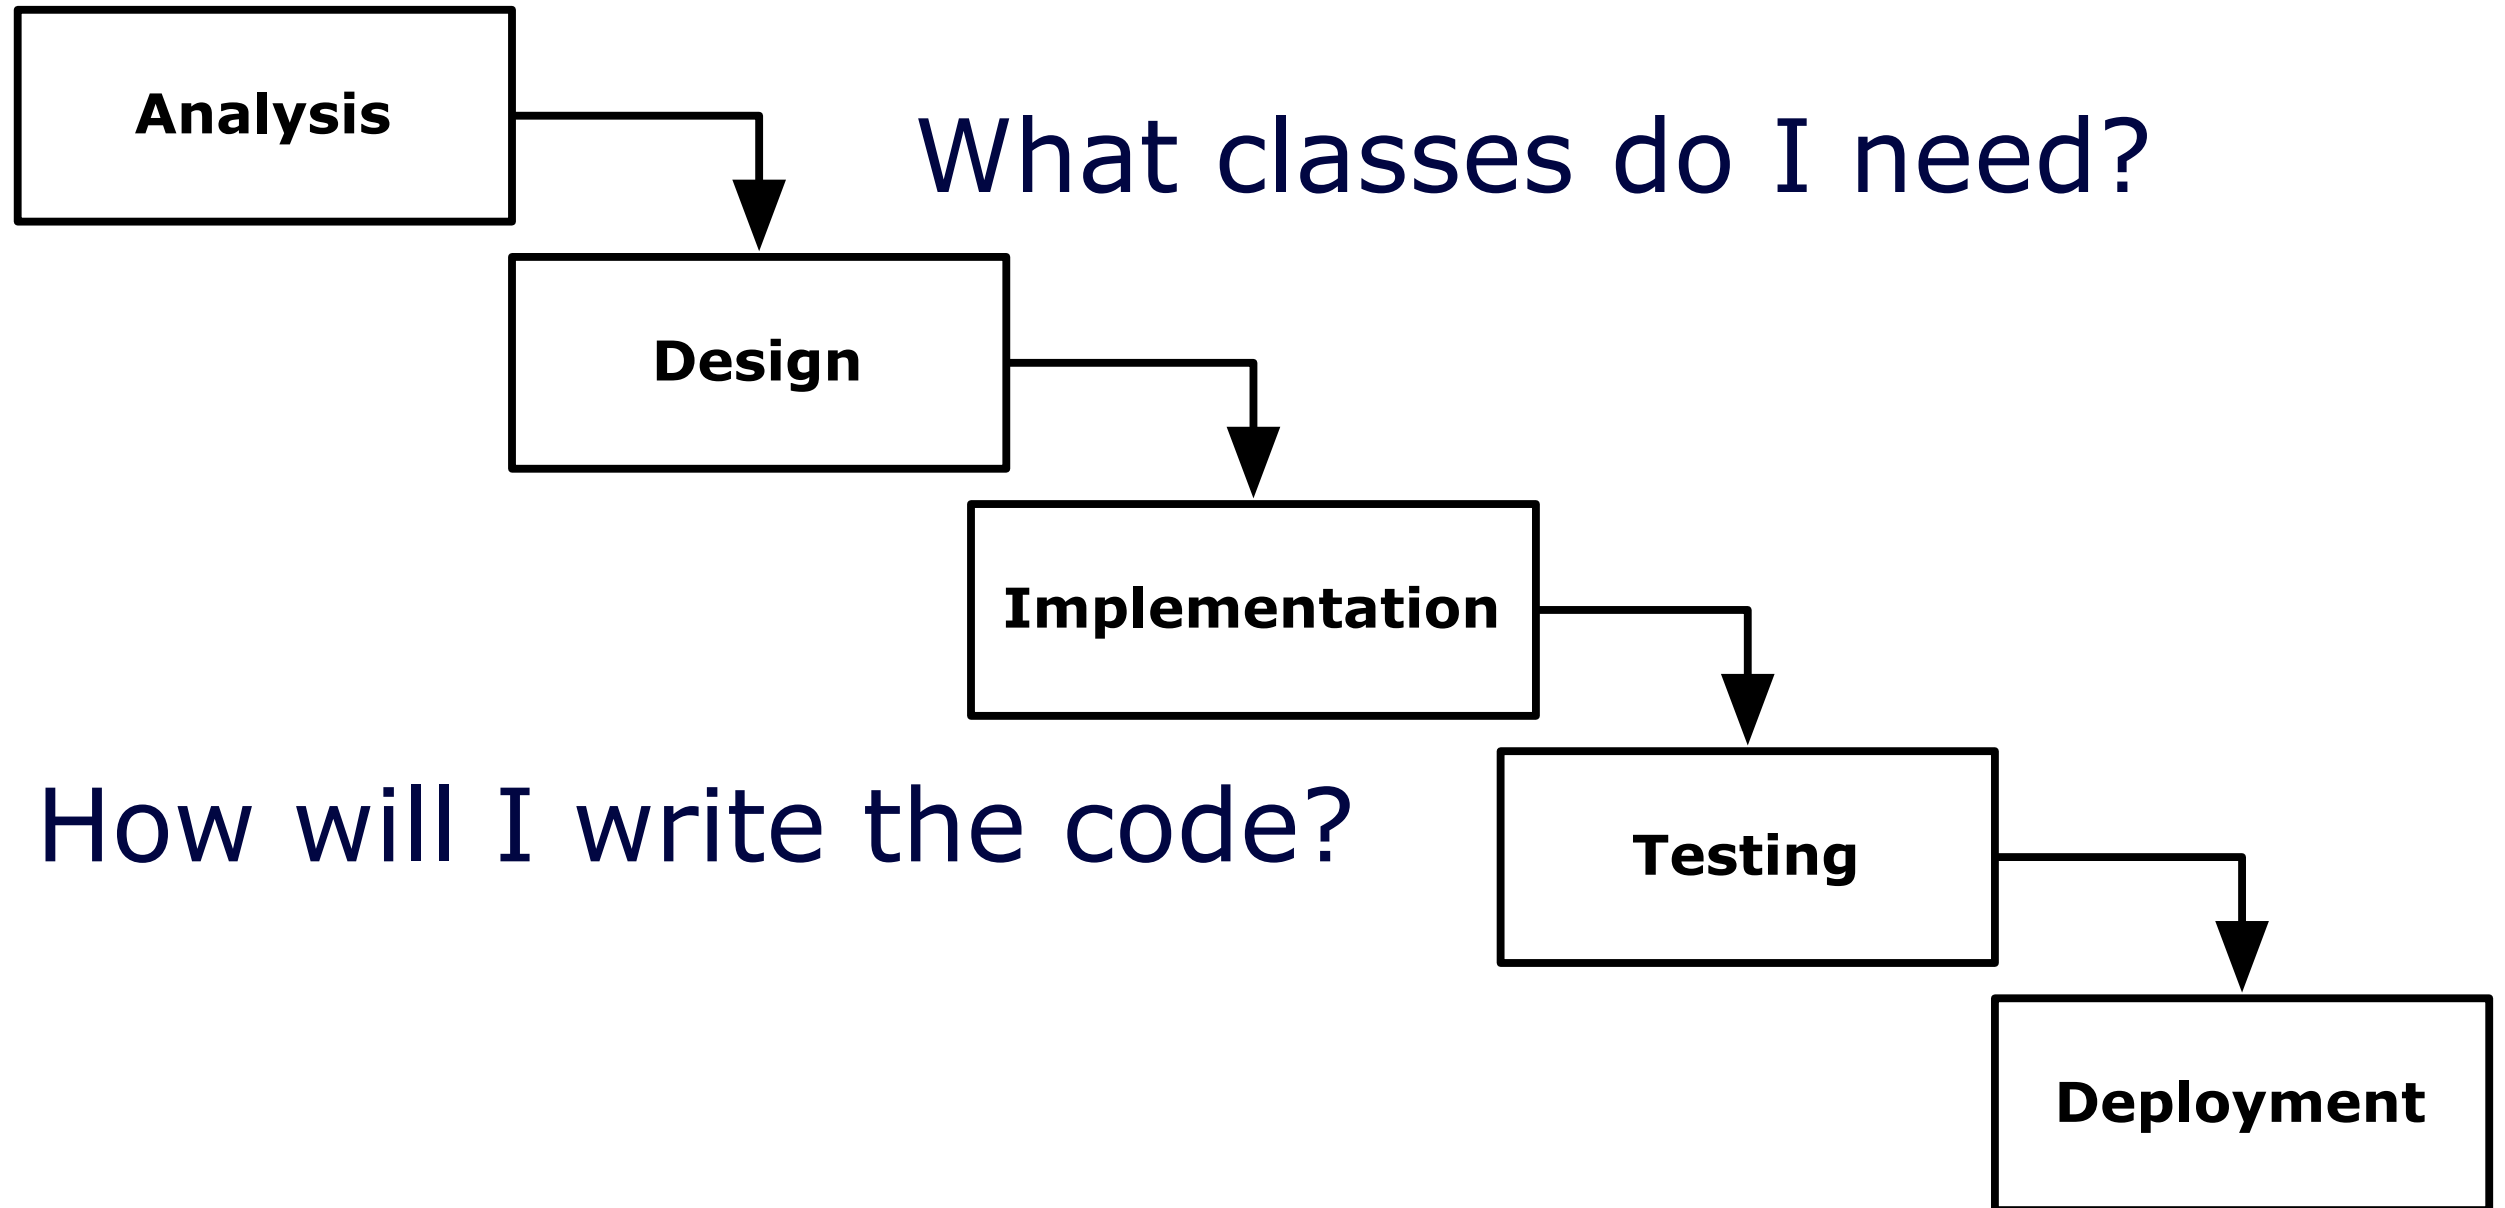 Analysis
What classes do I need?
Design
Implementation
How will I write the code?
Testing
Deployment